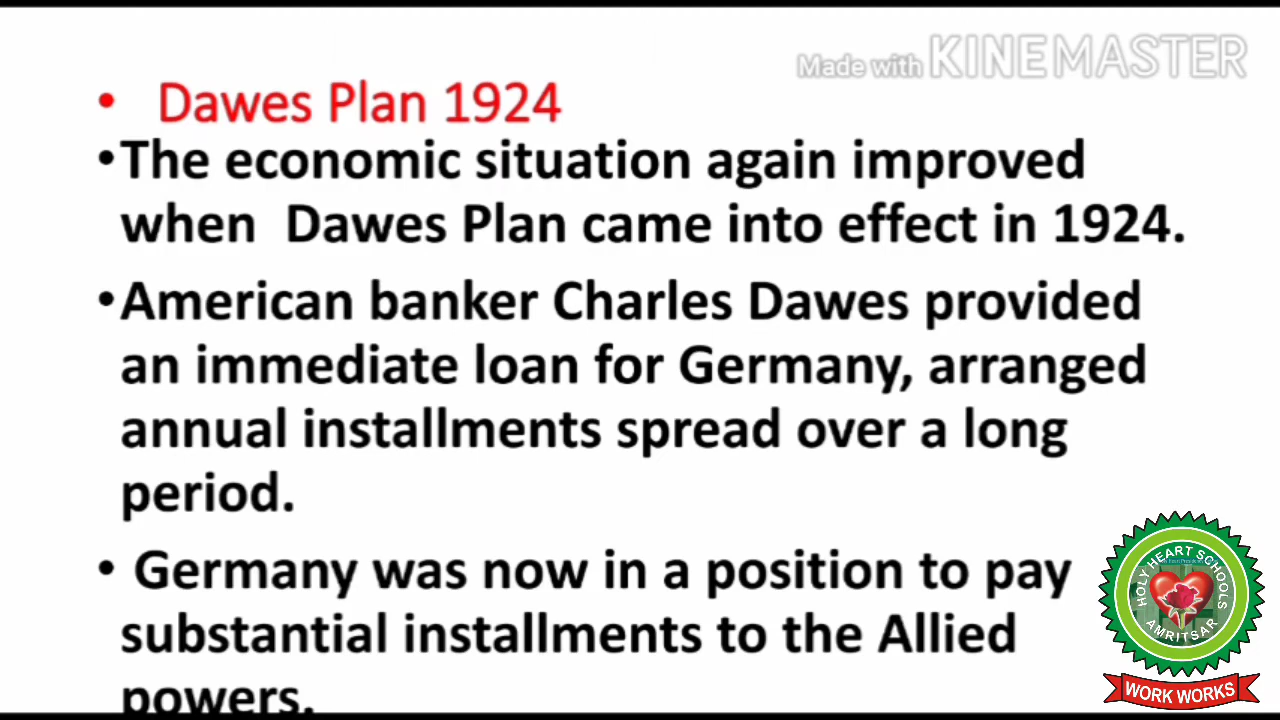 Made with KINEMASTER
• Dawes Plan 1924
•The economic situation again improved
when Dawes Plan came into effect in 1924.
•American banker Charles Dawes provided
an immediate loan for Germany, arranged
annual installments spread over a long
period.
• Germany was now in a position to pay
substantial installments to the Allied
powers.
HOLY HEART SCHOOLS
AMRITSAR
WORK WORKS